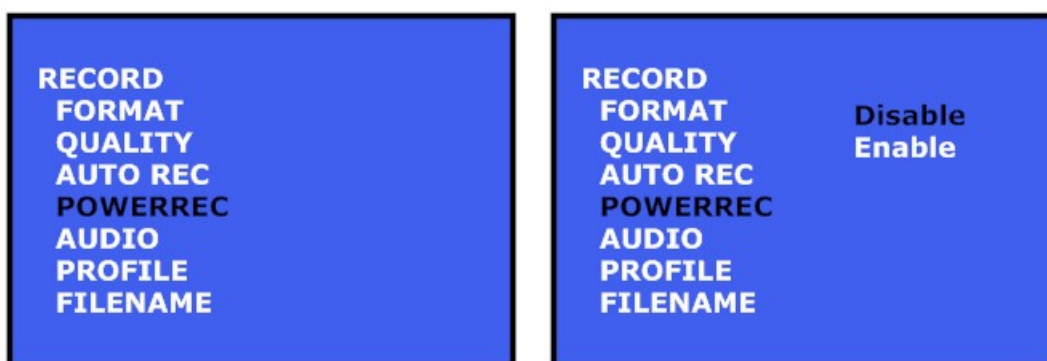 RECORD
FORMAT
QUALITY
AUTO REC
POWERREC
AUDIO
PROFILE
FILENAME
RECORD
FORMAT
QUALITY
AUTO REC
POWERREC
AUDIO
PROFILE
FILENAME
Disable
Enable